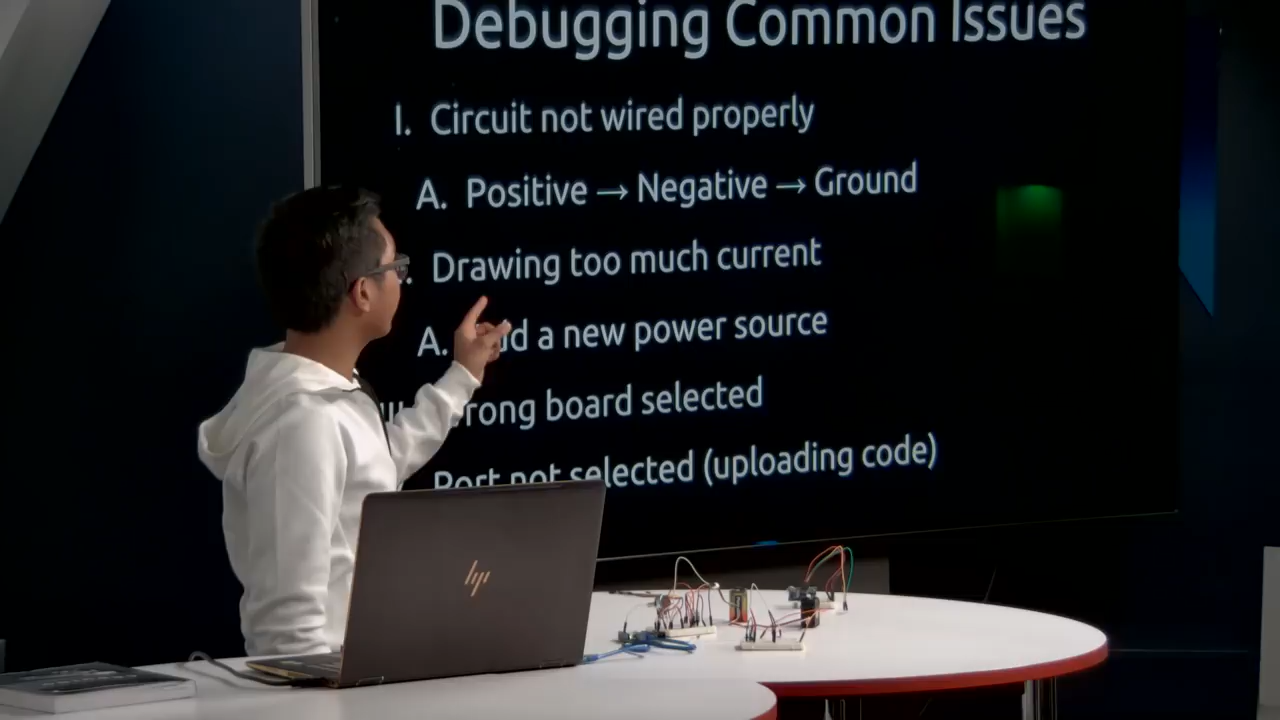 Debugging Common Issues
I. Circuit not wired properly
A. Positive → Negative → Ground
. Drawing too much current
A. a new power source
board selected
Port not selected (uploading code)
hp